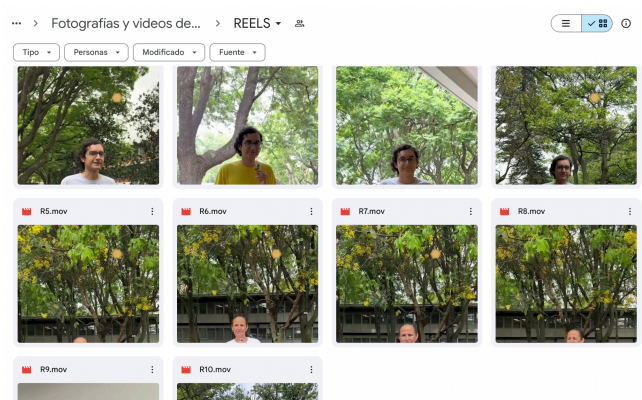 Fotografías y videos de...
REELS
Tipo
Personas
Modificado
Fuente
R5.mov
R6.mov
R7.mov
R8.mov
R9.mov
R10.mov